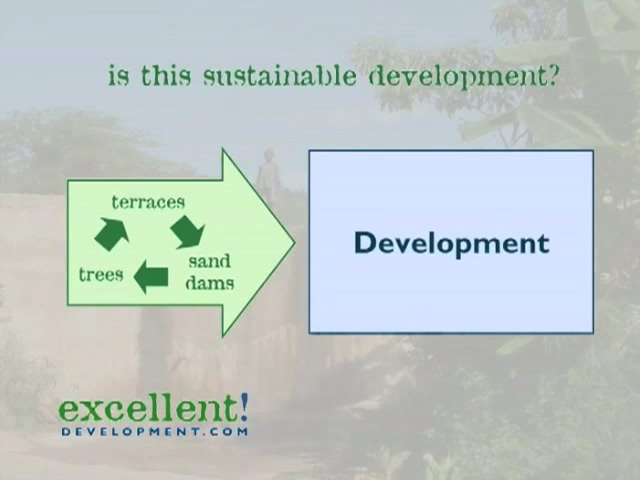 is this sustainable development?
terraces
trees
sand
dams
Development
excellent!
DEVELOPMENT.COM